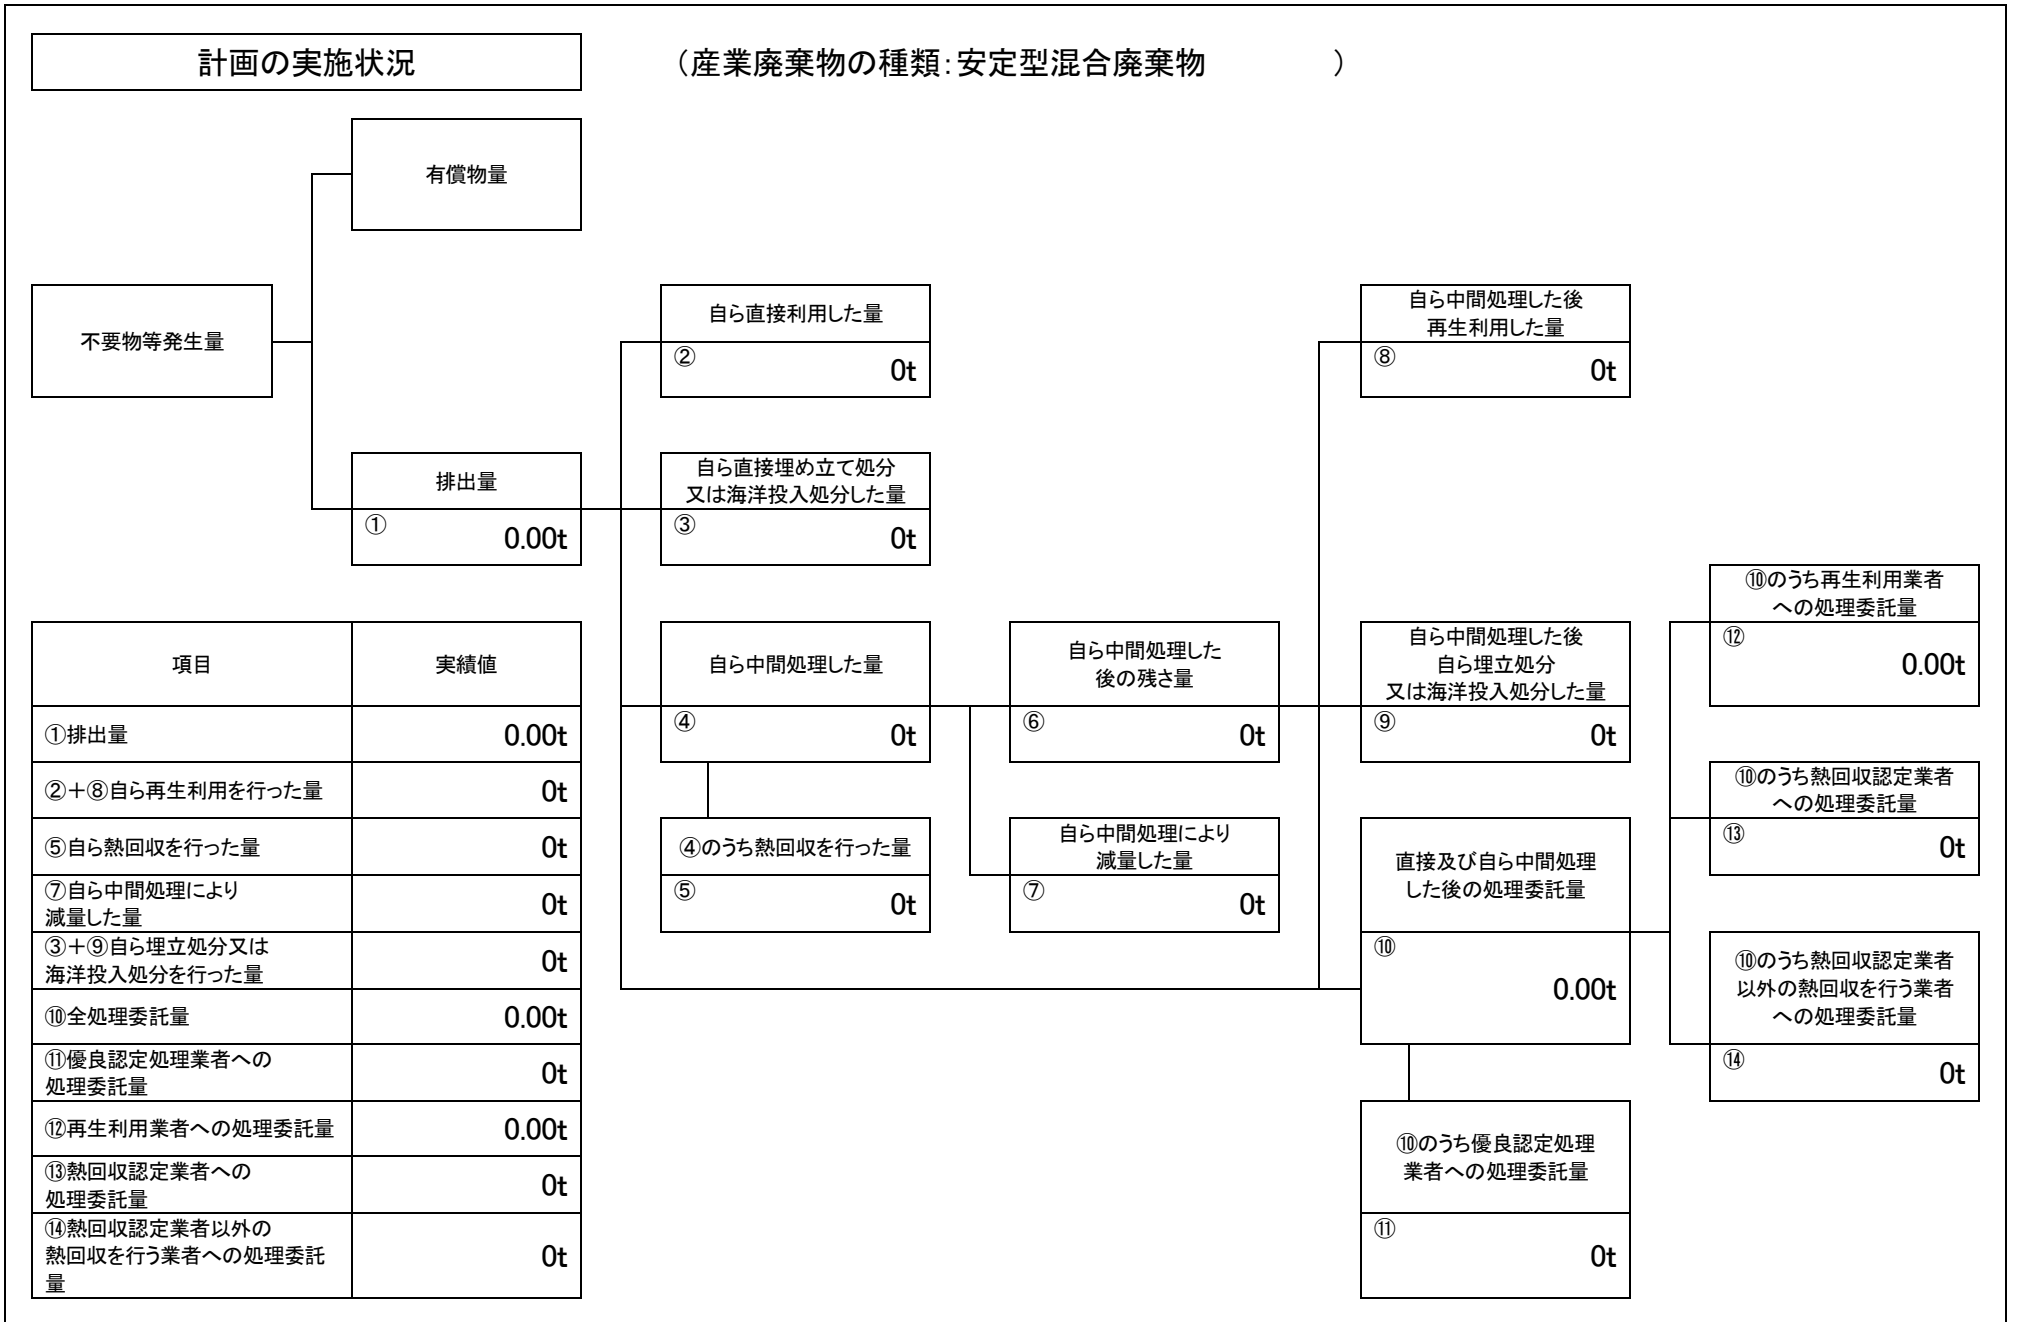 計画の実施状況
（産業廃棄物の種類：安定型混合廃棄物　　　　）
有償物量
不要物等発生量
排出量
①
0.00t
自ら直接利用した量
②
0t
自ら直接埋め立て処分
又は海洋投入処分した量
③
0t
自ら中間処理した量
④
0t
④のうち熱回収を行った量
⑤
0t
自ら中間処理した
後の残さ量
⑥
0t
自ら中間処理により
減量した量
⑦
0t
自ら中間処理した後
再生利用した量
⑧
0t
自ら中間処理した後
自ら埋立処分
又は海洋投入処分した量
⑨
0t
直接及び自ら中間処理
した後の処理委託量
⑩
0.00t
⑩のうち優良認定処理
業者への処理委託量
⑪
0t
⑩のうち再生利用業者
への処理委託量
⑫
0.00t
⑩のうち熱回収認定業者
への処理委託量
⑬
0t
⑩のうち熱回収認定業者
以外の熱回収を行う業者
への処理委託量
⑭
0t
項目 実績値
①排出量 0.00t
②＋⑧自ら再生利用を行った量 0t
⑤自ら熱回収を行った量 0t
⑦自ら中間処理により
減量した量
0t
③＋⑨自ら埋立処分又は
海洋投入処分を行った量
0t
⑩全処理委託量 0.00t
⑪優良認定処理業者への
処理委託量
0t
⑫再生利用業者への処理委託量 0.00t
⑬熱回収認定業者への
処理委託量
0t
⑭熱回収認定業者以外の
熱回収を行う業者への処理委託
量
0t